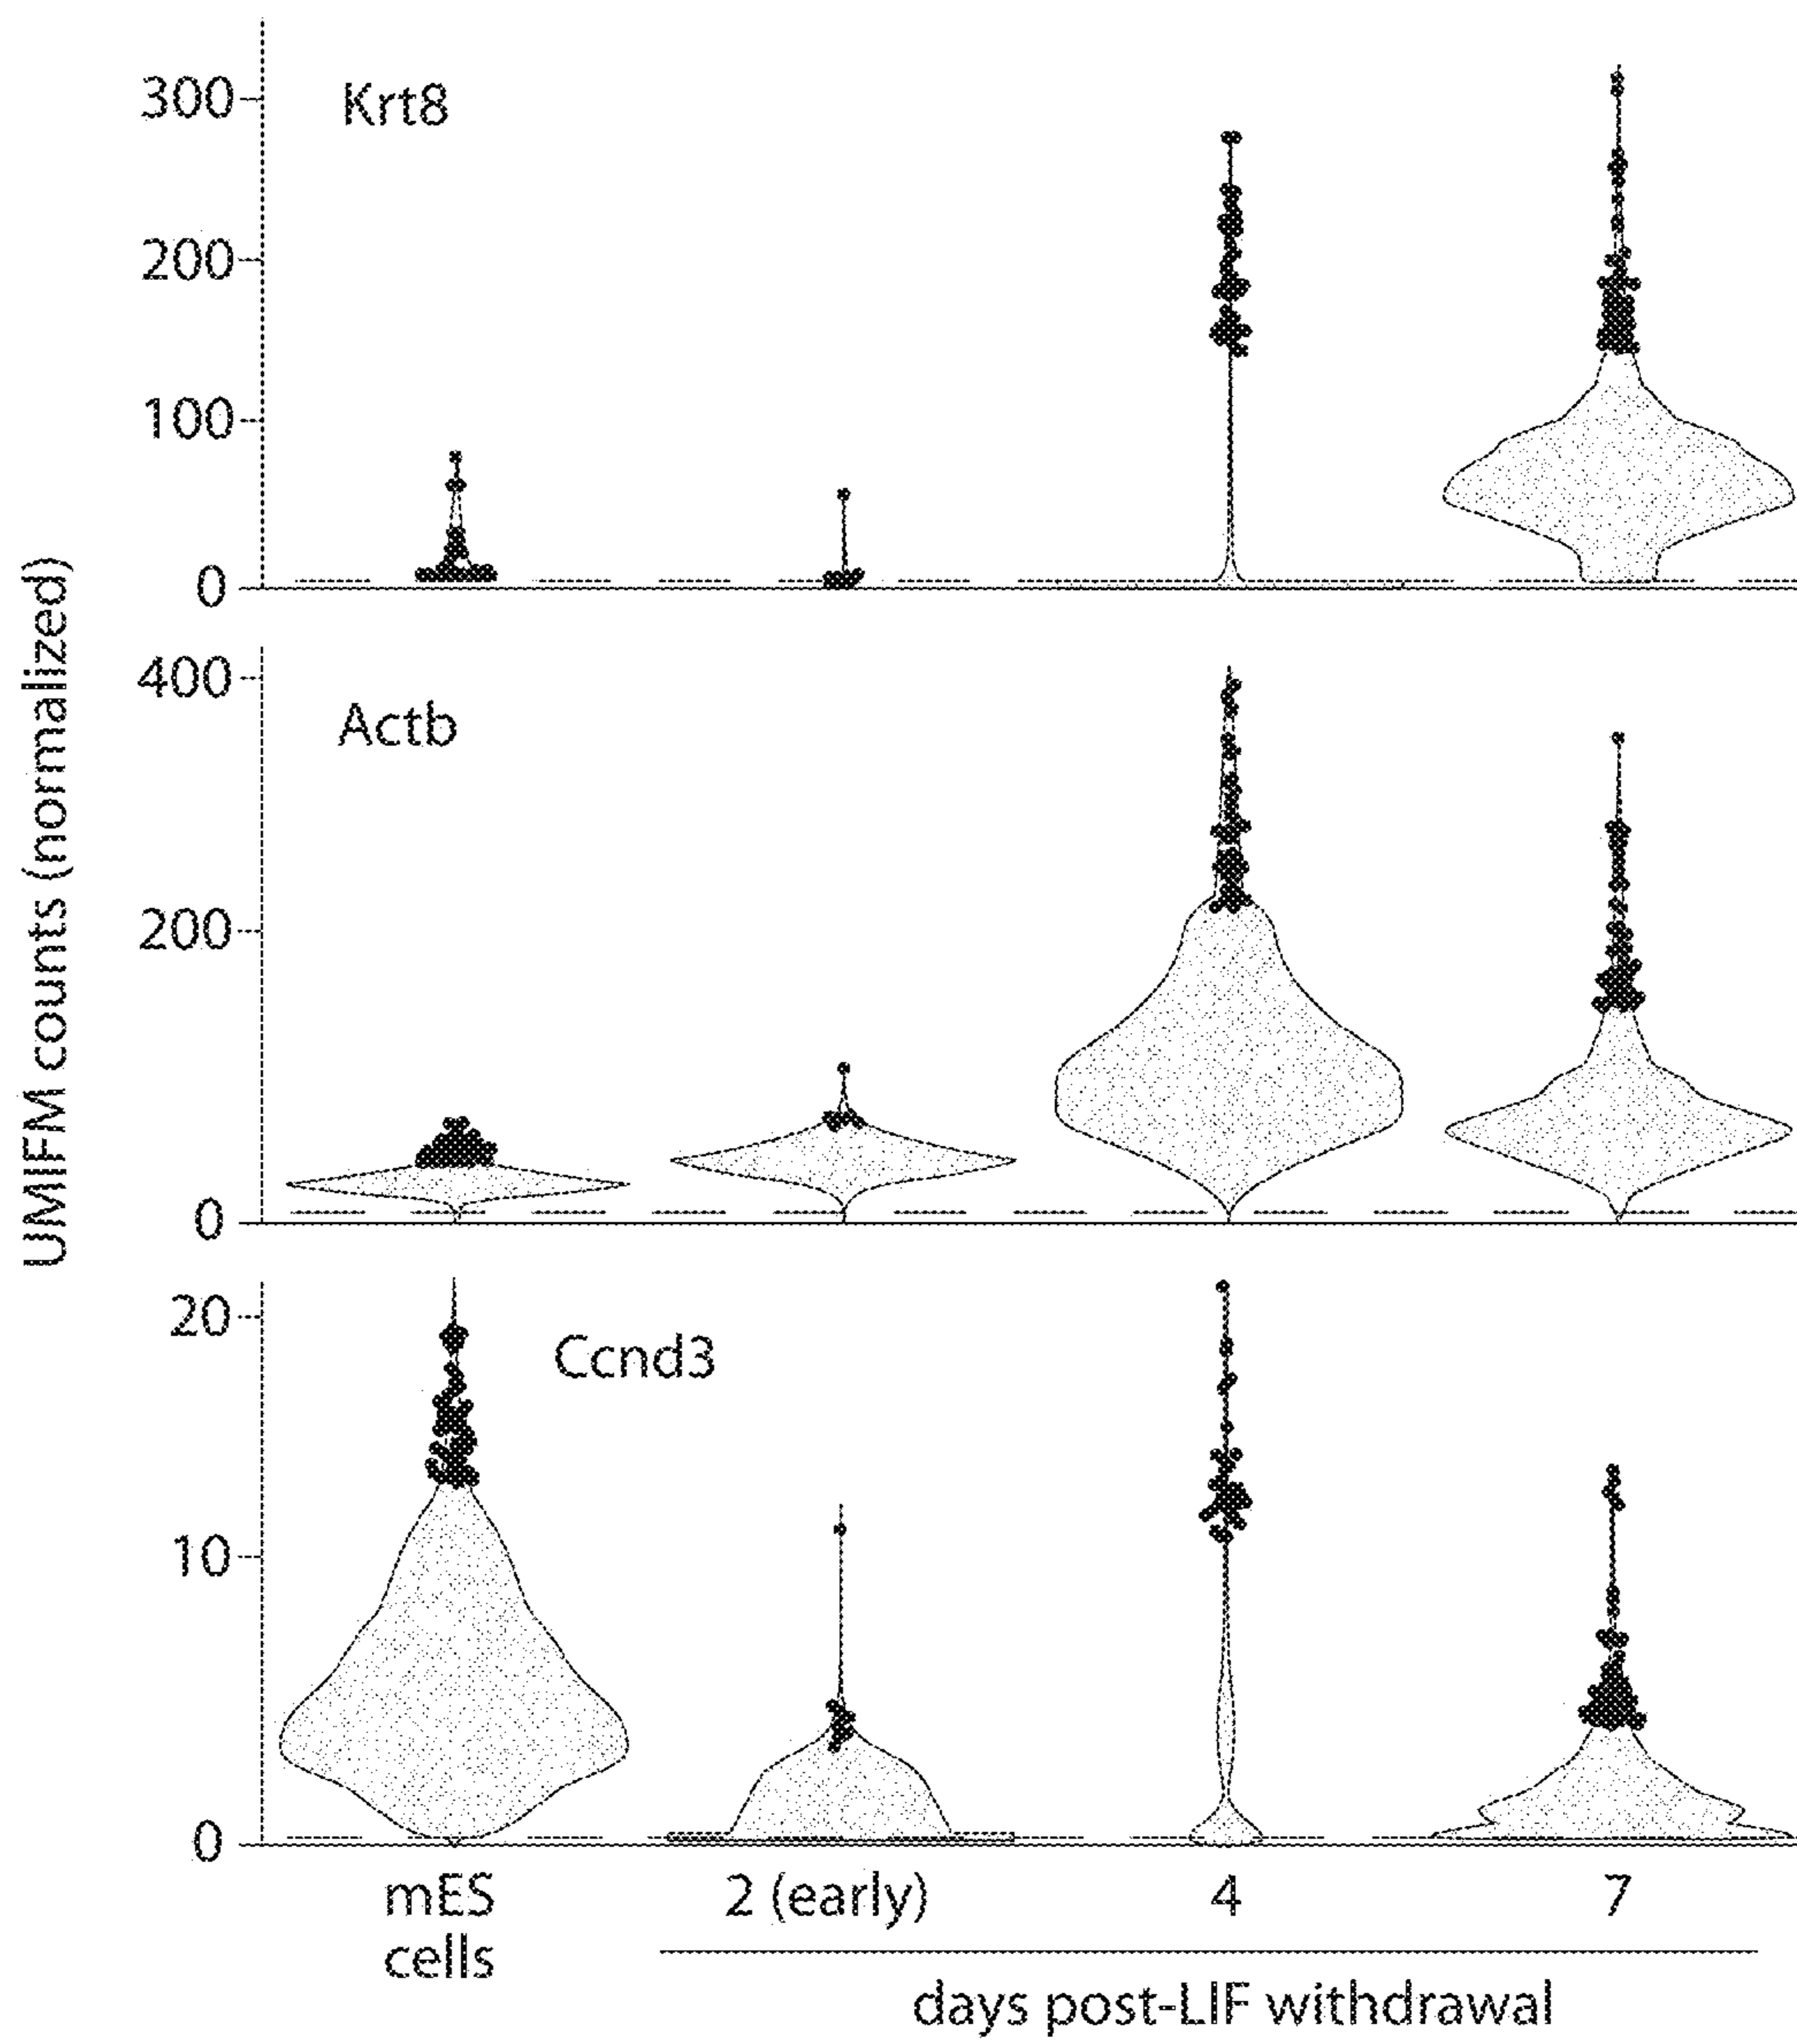 UMIFM counts (normalized)
300
Krt8
200
100
0
400
Actb
200
0
20
Ccnd3
10
0
mES
cells
2 (early)
4
7
days post-LIF withdrawal